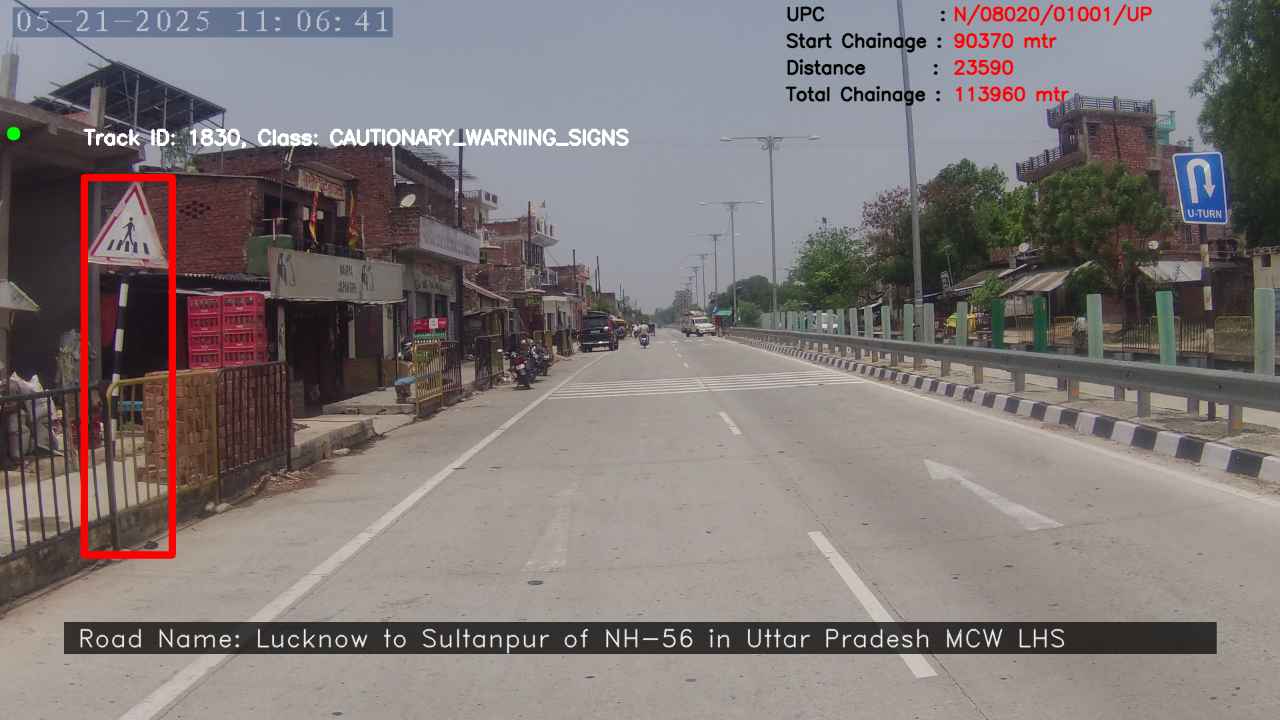 05-21-2025 11:06:41
UPC : N/08020/01001/UP
Start Chainage : 90370 mtr
Distance : 23590
Total Chainage : 113960 mtr
Track ID: 1830, Class: CAUTIONARY_WARNING_SIGNS
U-TURN
Road Name: Lucknow to Sultanpur of NH-56 in Uttar Pradesh MCW LHS